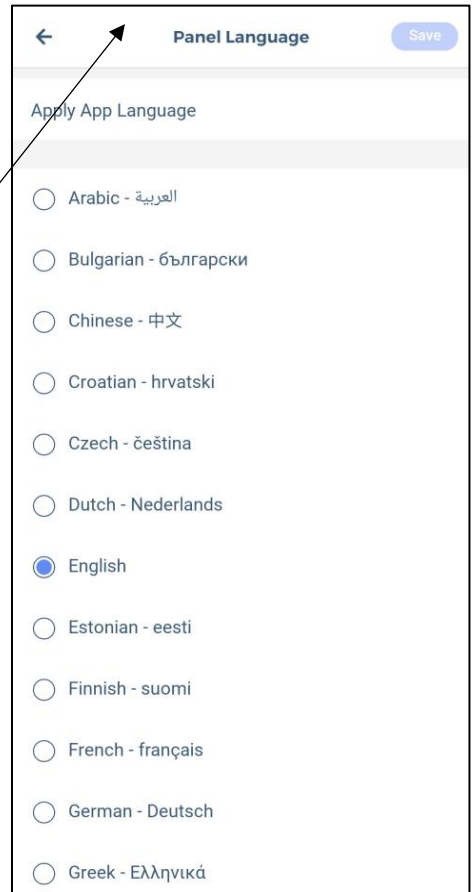 Panel Language
Save
Apply App Language
Arabic - العربية
Bulgarian - български
Chinese - 中文
Croatian - hrvatski
Czech - čeština
Dutch - Nederlands
English
Estonian - eesti
Finnish - suomi
French - français
German - Deutsch
Greek - Ελληνικά